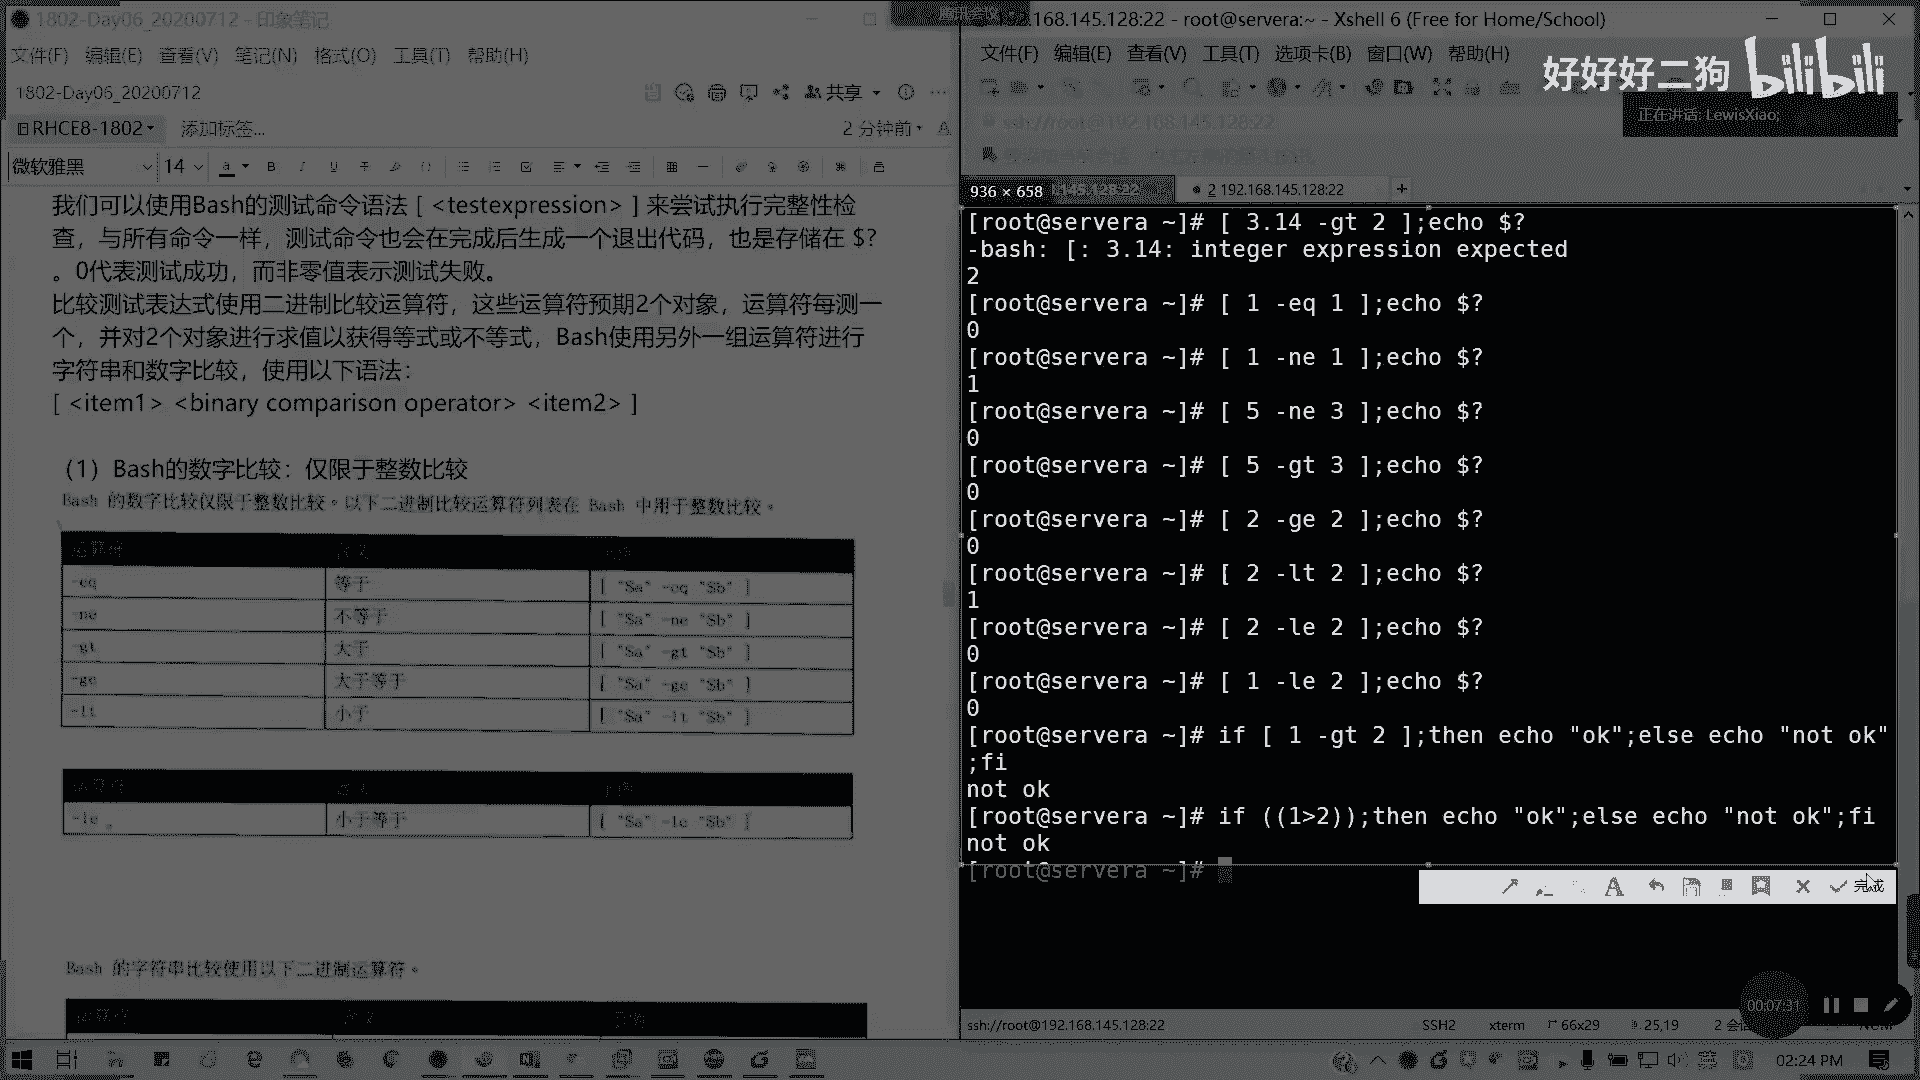 1802-Day06_20200712 - 印象笔记
文件(F) 编辑(E) 查看(V) 笔记(N) 格式(O) 工具(T) 帮助(H)
1802-Day06_20200712
共享
RHCE8-1802
添加标签...
2 分钟前
微软雅黑
14
我们可以使用Bash的测试命令语法 [ <testexpression> ] 来尝试执行完整性检
查，与所有命令一样，测试命令也会在完成后生成一个退出代码，也是存储在 $?
。0代表测试成功，而非零值表示测试失败。
比较测试表达式使用二进制比较运算符，这些运算符预期2个对象，运算符每测一
个，并对2个对象进行求值以获得等式或不等式，Bash使用另外一组运算符进行
字符串和数字比较，使用以下语法：
[ <item1> <binary comparison operator> <item2> ]
（1）Bash的数字比较：仅限于整数比较
Bash 的数字比较仅限于整数比较。以下二进制比较运算符列表在 Bash 中用于整数比较。
-eq 等于 [ "$a" -eq "$b" ]
-ne 不等于 [ "$a" -ne "$b" ]
-gt 大于 [ "$a" -gt "$b" ]
-ge 大于等于 [ "$a" -ge "$b" ]
-lt 小于 [ "$a" -lt "$b" ]
-le 小于等于 [ "$a" -le "$b" ]
Bash 的字符串比较使用以下二进制运算符。
.168.145.128:22 - root@servera:~ - Xshell 6 (Free for Home/School)
文件(F) 编辑(E) 查看(V) 工具(T) 选项卡(B) 窗口(W) 帮助(H)
好好好二狗 bilibili
正在讲话: LewisXiao;
ssh://root@192.168.145.128:22
936 × 658
2 192.168.145.128:22
[root@servera ~]# [ 3.14 -gt 2 ];echo $?
-bash: [: 3.14: integer expression expected
2
[root@servera ~]# [ 1 -eq 1 ];echo $?
0
[root@servera ~]# [ 1 -ne 1 ];echo $?
1
[root@servera ~]# [ 5 -ne 3 ];echo $?
0
[root@servera ~]# [ 5 -gt 3 ];echo $?
0
[root@servera ~]# [ 2 -ge 2 ];echo $?
0
[root@servera ~]# [ 2 -lt 2 ];echo $?
1
[root@servera ~]# [ 2 -le 2 ];echo $?
0
[root@servera ~]# [ 1 -le 2 ];echo $?
0
[root@servera ~]# if [ 1 -gt 2 ];then echo "ok";else echo "not ok"
;fi
not ok
[root@servera ~]# if ((1>2));then echo "ok";else echo "not ok";fi
not ok
[root@servera ~]#
完成
00:07:31
ssh://root@192.168.145.128:22
SSH2
xterm
66x29
25,19
02:24 PM